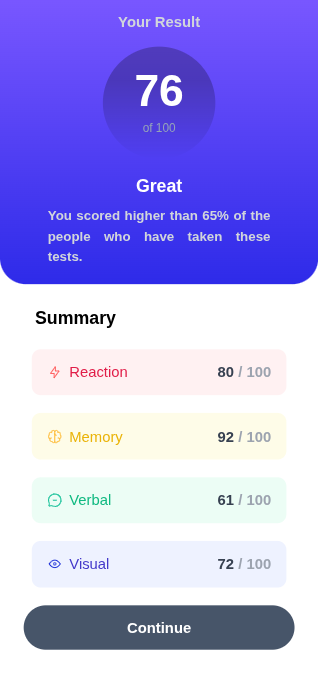 Your Result
76
of 100
Great
You scored higher than 65% of the
people who have taken these
tests.
Summary
Reaction 80 / 100
Memory 92 / 100
Verbal 61 / 100
Visual 72 / 100
Continue